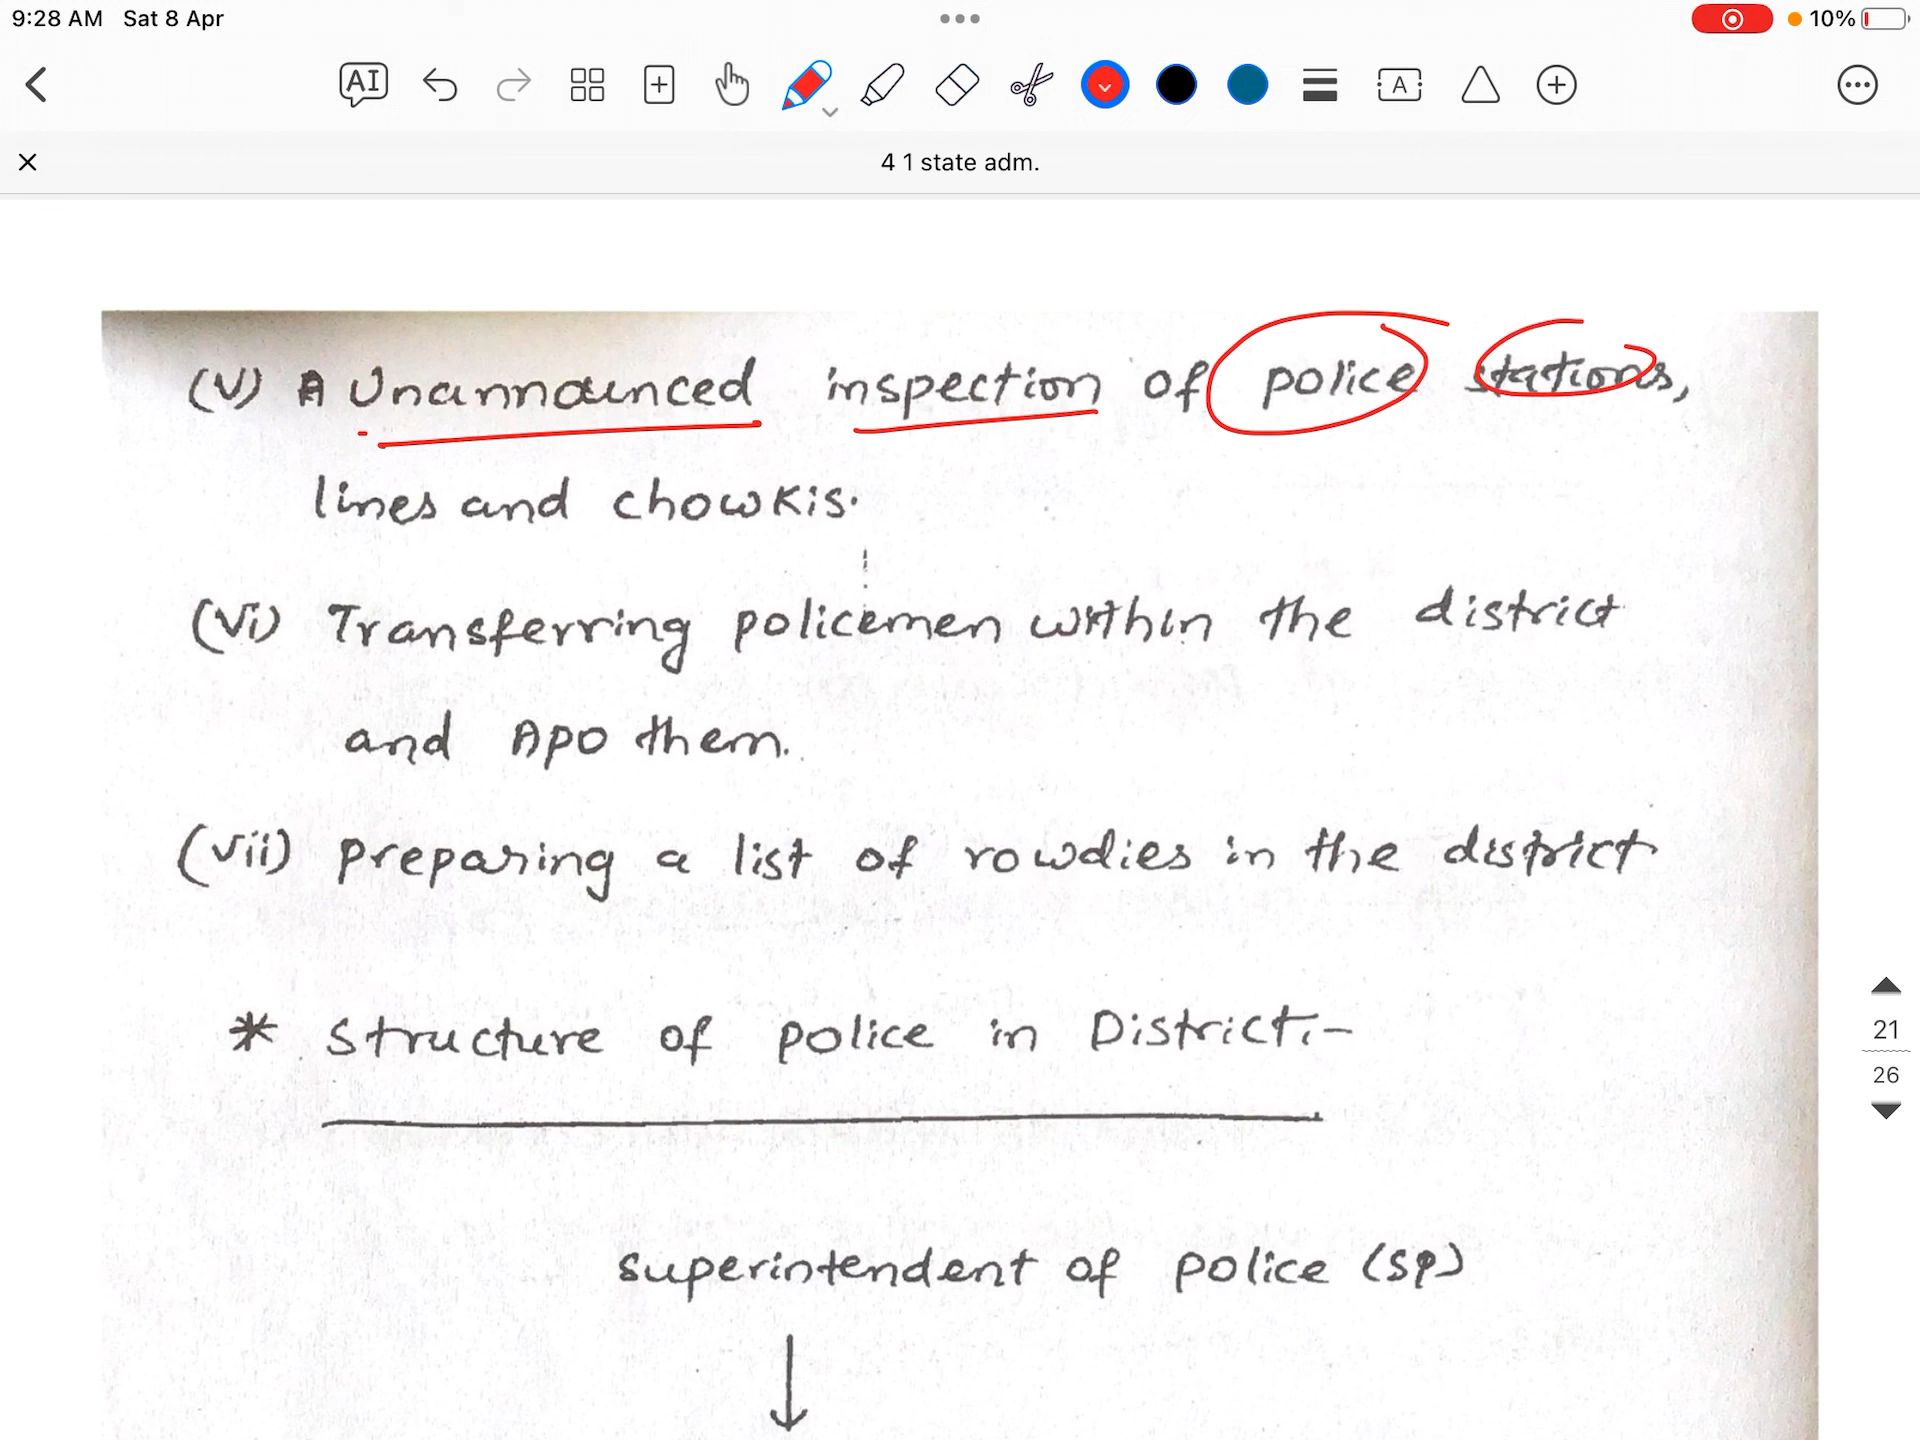 9:28 AM Sat 8 Apr
10%
AI
A
4 1 state adm.
(V) A Unannounced inspection of police stations,
lines and chowkis.
(Vi) Transferring policemen within the district
and APO them.
(Vii) preparing a list of rowdies in the district
* structure of police in District:-
superintendent of police (SP)
21
26